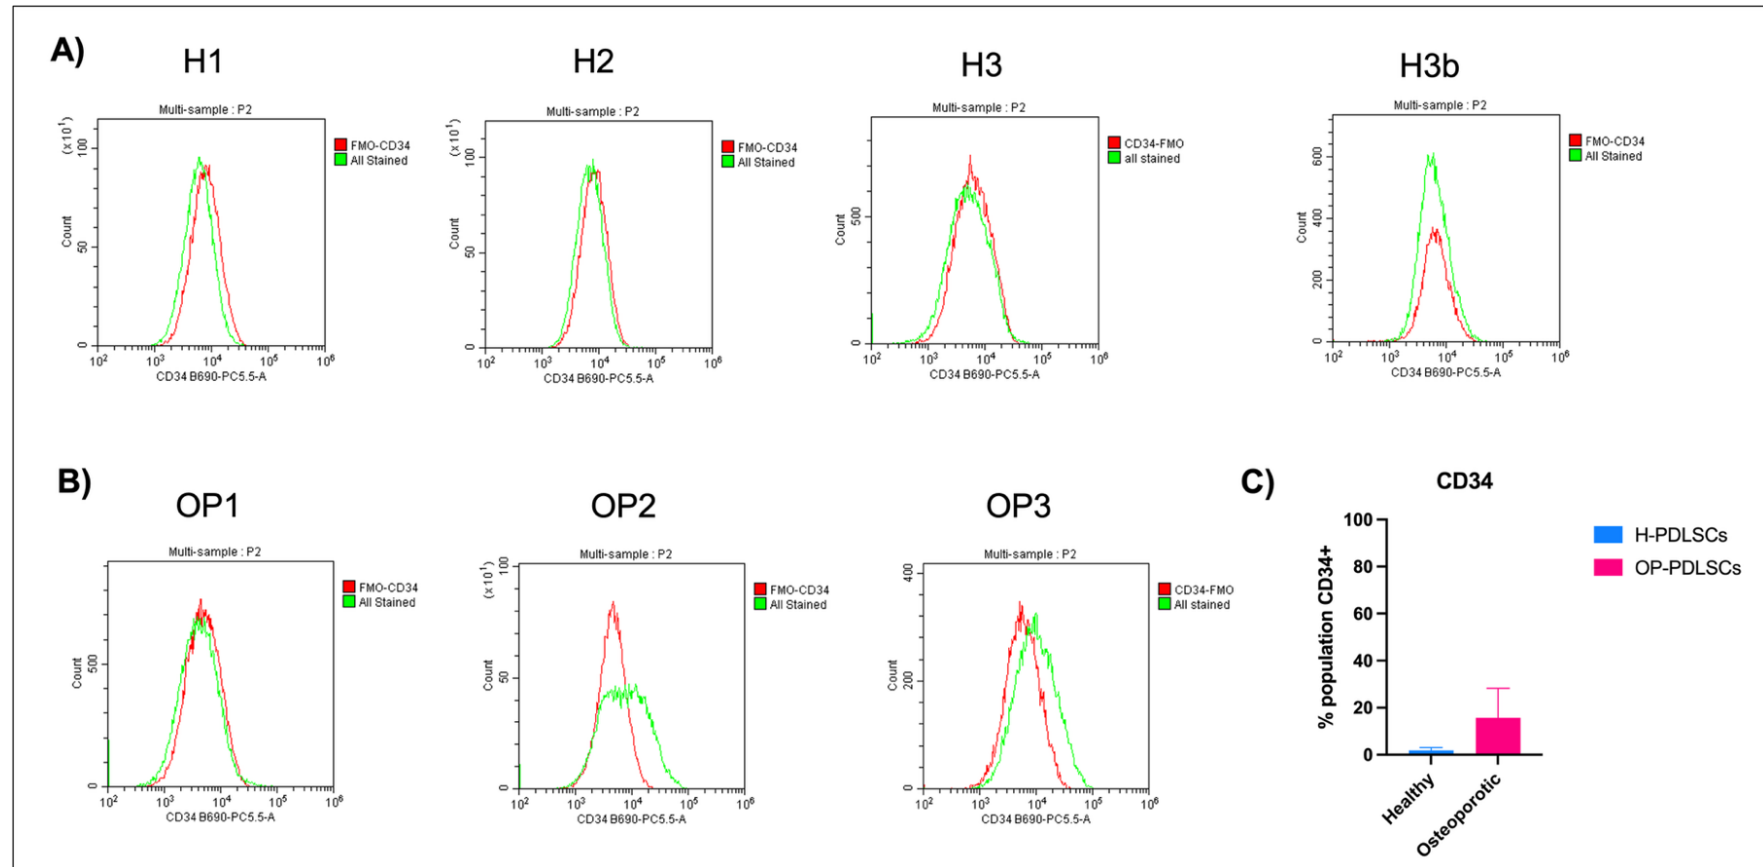 A)
H1
Multi-sample : P2
(x 10¹)
Count
100
50
0
10² 10³ 10⁴ 10⁵ 10⁶
CD34 B690-PC5.5-A
FMO-CD34
All Stained
H2
Multi-sample : P2
(x 10¹)
Count
100
50
0
10² 10³ 10⁴ 10⁵ 10⁶
CD34 B690-PC5.5-A
FMO-CD34
All Stained
H3
Multi-sample : P2
Count
500
0
10² 10³ 10⁴ 10⁵ 10⁶
CD34 B690-PC5.5-A
CD34-FMO
all stained
H3b
Multi-sample : P2
Count
600
400
200
0
10² 10³ 10⁴ 10⁵ 10⁶
CD34 B690-PC5.5-A
FMO-CD34
All Stained
B)
OP1
Multi-sample : P2
Count
500
0
10² 10³ 10⁴ 10⁵ 10⁶
CD34 B690-PC5.5-A
FMO-CD34
All Stained
OP2
Multi-sample : P2
(x 10¹)
Count
100
50
0
10² 10³ 10⁴ 10⁵ 10⁶
CD34 B690-PC5.5-A
FMO-CD34
All Stained
OP3
Multi-sample : P2
Count
400
200
0
10² 10³ 10⁴ 10⁵ 10⁶
CD34 B690-PC5.5-A
CD34-FMO
All stained
C)
CD34
% population CD34+
100
80
60
40
20
0
Healthy
Osteoporotic
H-PDLSCs
OP-PDLSCs